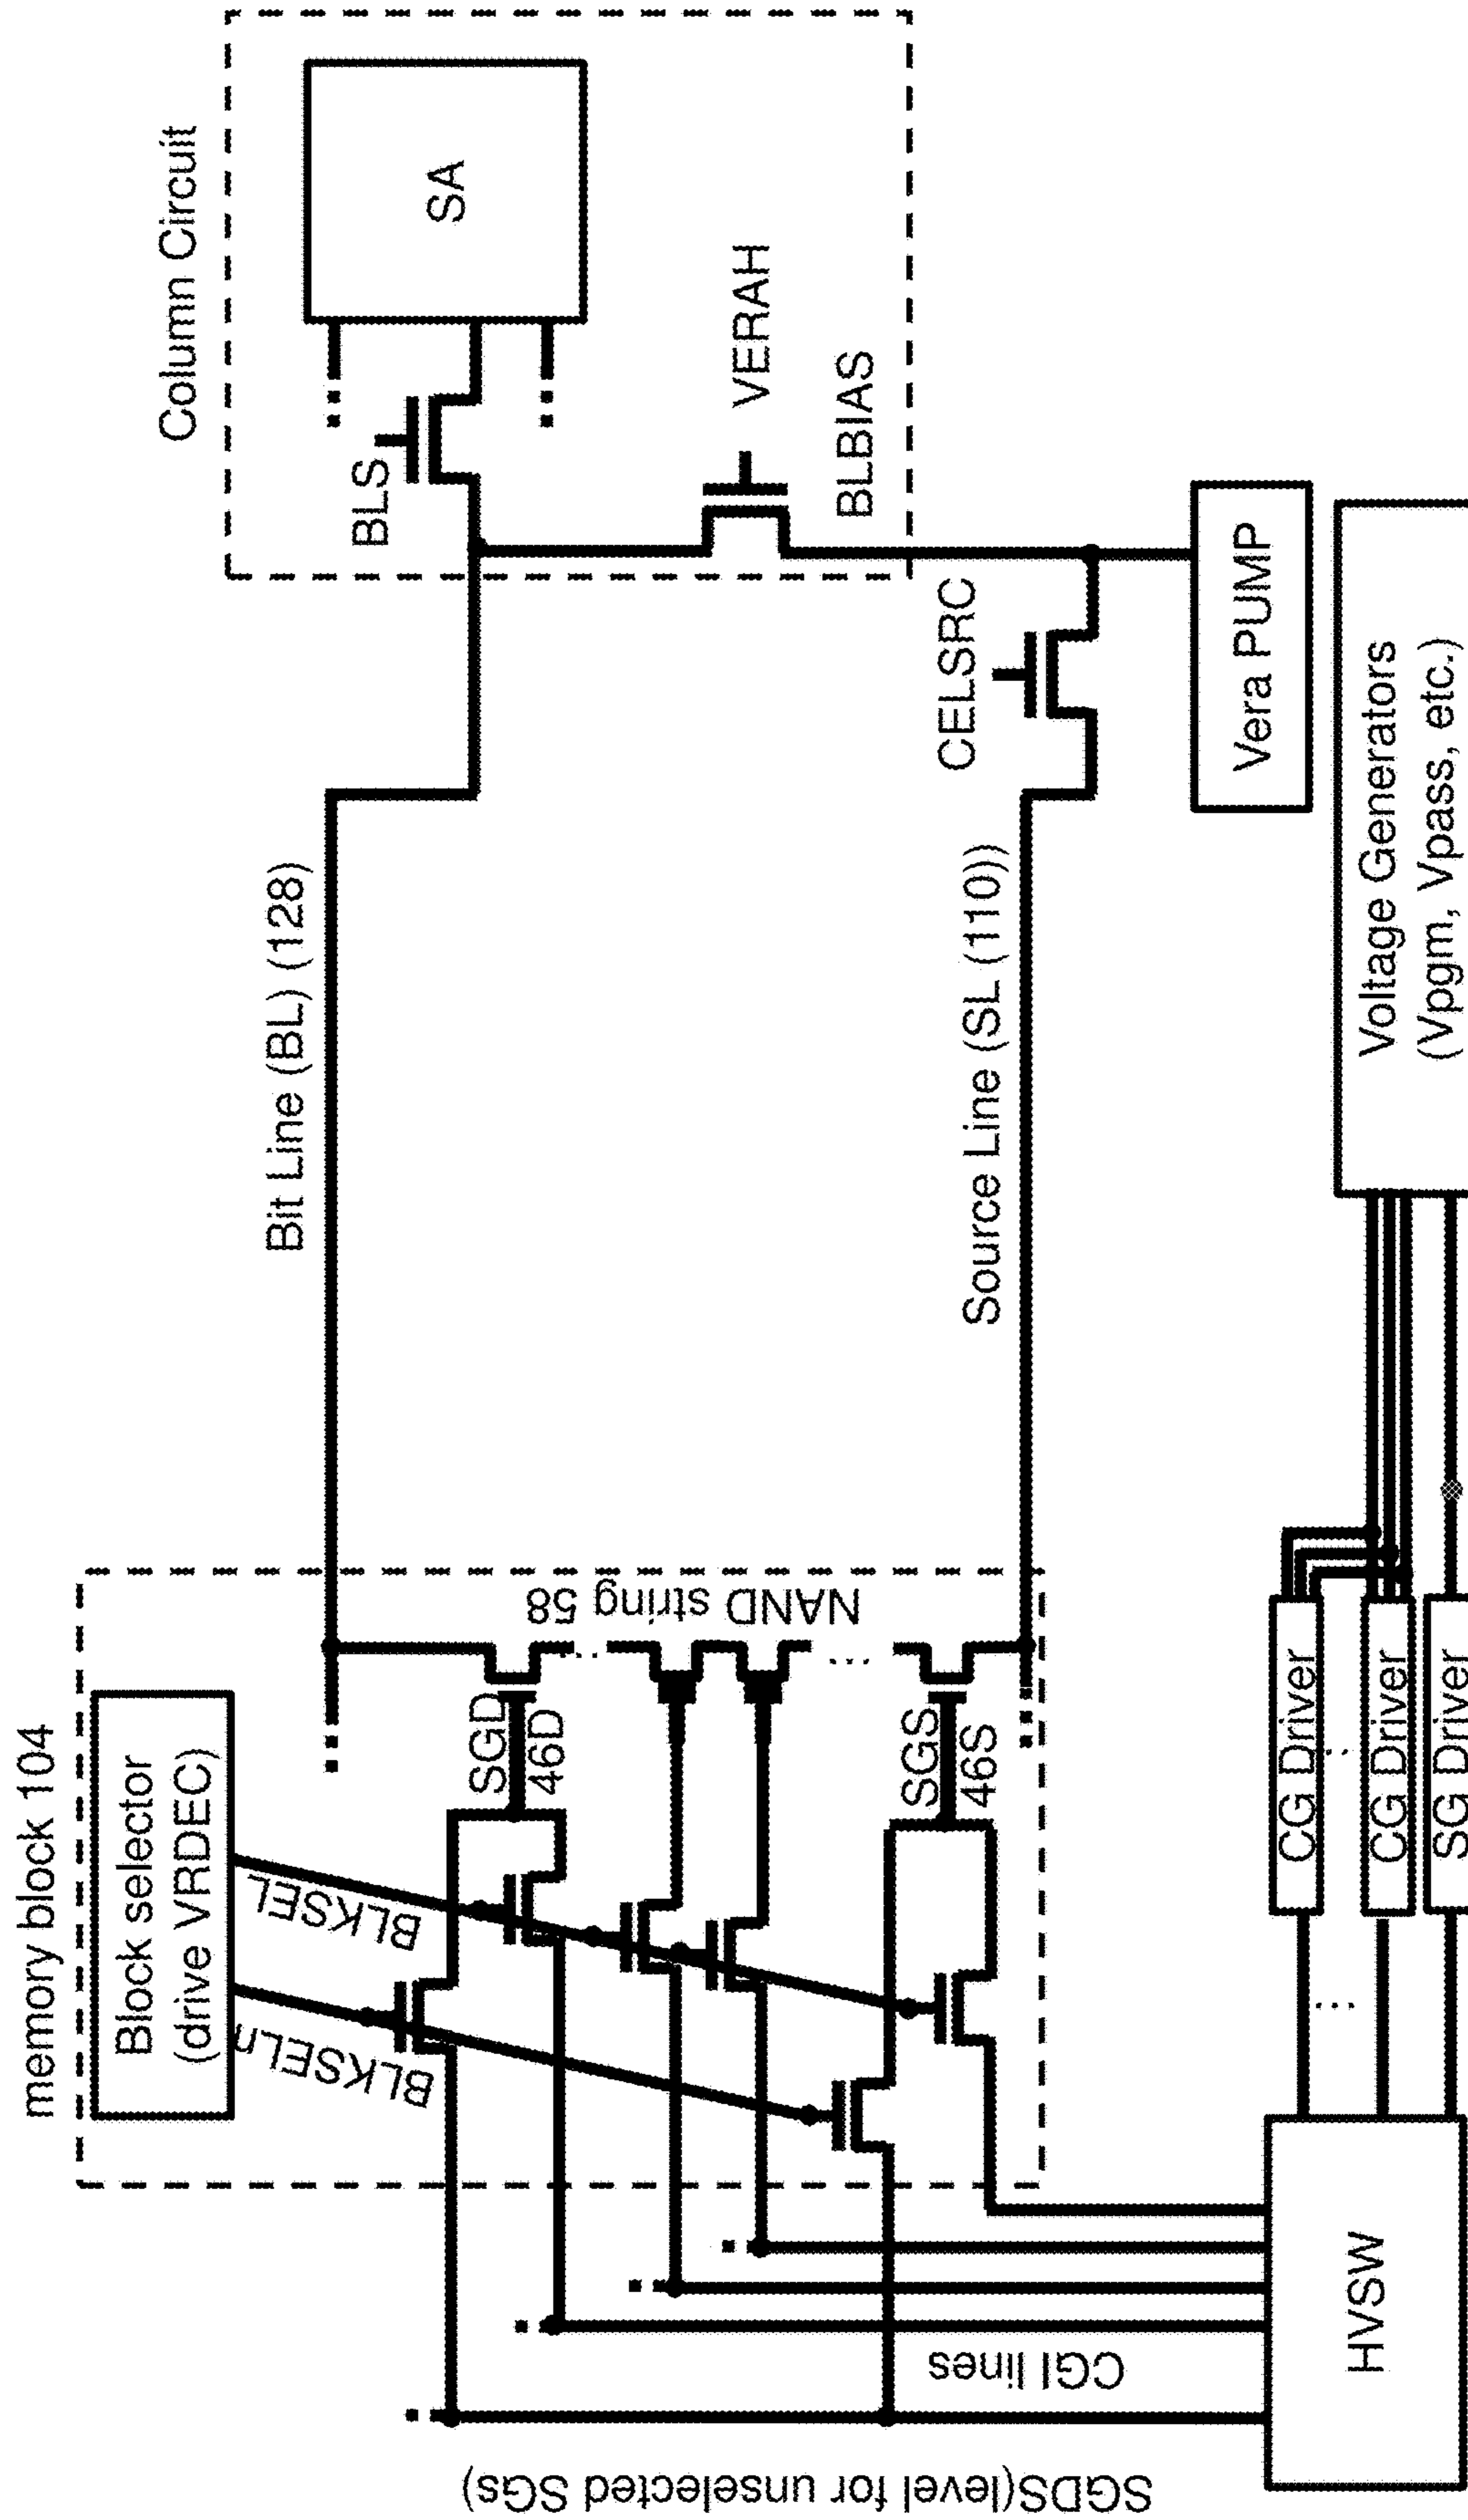 memory block 104
Block selector
(drive VRDEC)
BLKSELn
BLKSEL
SGD
46D
SGS
46S
NAND string 58
Bit Line (BL) (128)
Source Line (SL (110))
Column Circuit
SA
BLS
VERAH
BLBIAS
CELSRC
Vera PUMP
Voltage Generators
(Vpgm, Vpass, etc.)
CG Driver
CG Driver
SG Driver
HVSW
CGI lines
SGDS(level for unselected SGs)